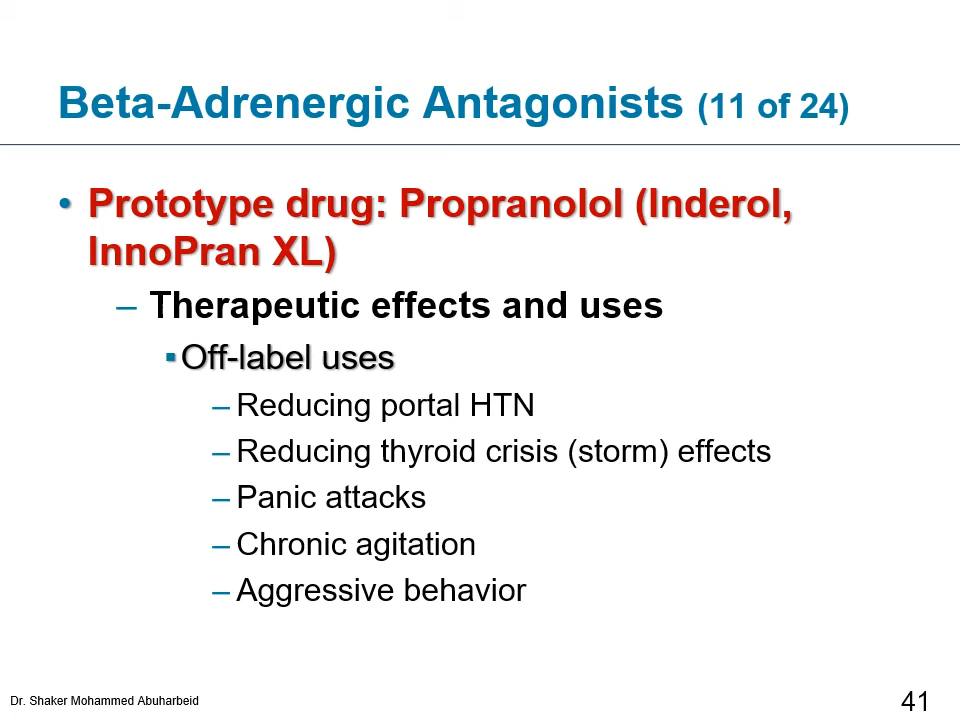 Beta-Adrenergic Antagonists (11 of 24)
• Prototype drug: Propranolol (Inderol,
InnoPran XL)
– Therapeutic effects and uses
▪ Off-label uses
– Reducing portal HTN
– Reducing thyroid crisis (storm) effects
– Panic attacks
– Chronic agitation
– Aggressive behavior
Dr. Shaker Mohammed Abuharbeid
41